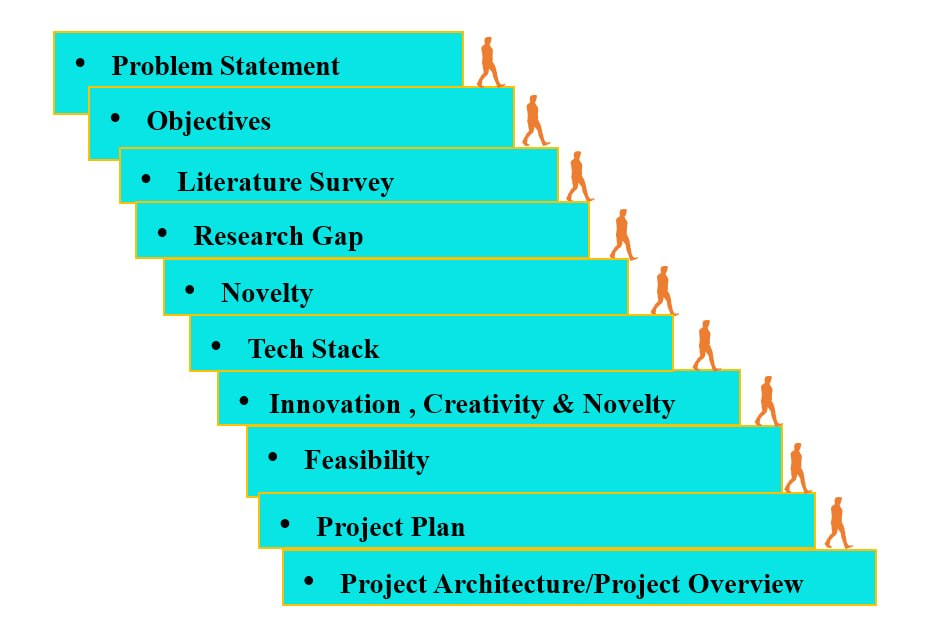 • Problem Statement
• Objectives
• Literature Survey
• Research Gap
• Novelty
• Tech Stack
• Innovation , Creativity & Novelty
• Feasibility
• Project Plan
• Project Architecture/Project Overview